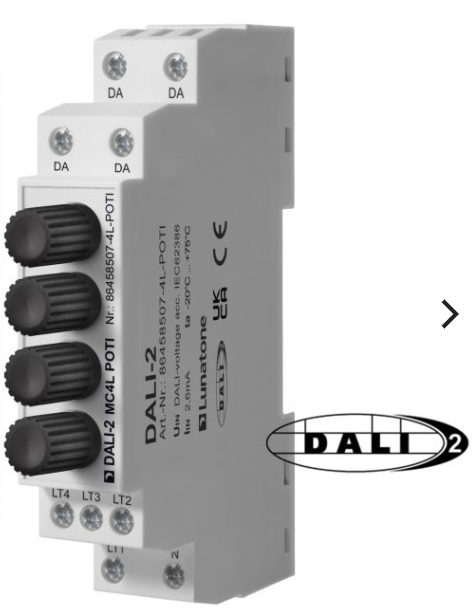 DA DA
DA DA
Nr.: 86458507-4L-POTI
DALI-2 MC4L POTI
DALI-2
Art.-Nr.: 86458507-4L-POTI
UIN DALI-voltage acc. IEC62386
IIN 2.6mA ta -20°C ... +75°C
Lunatone
DALI 2
UK CA CE
DALI 2
LT4 LT3 LT2
LT1 N